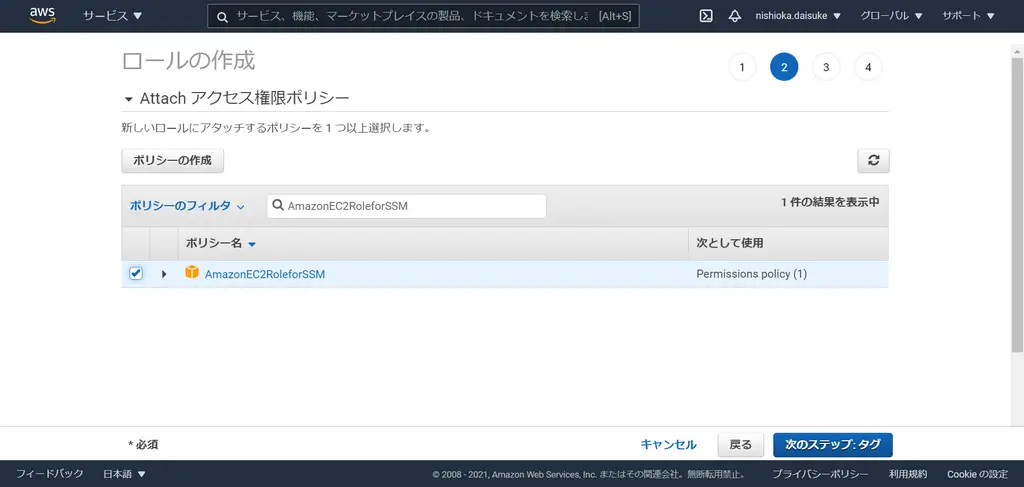 aws サービス サービス、機能、マーケットプレイスの製品、ドキュメントを検索しま [Alt+S] nishioka.daisuke グローバル サポート
ロールの作成
1 2 3 4
Attach アクセス権限ポリシー
新しいロールにアタッチするポリシーを 1 つ以上選択します。
ポリシーの作成
ポリシーのフィルタ AmazonEC2RoleforSSM 1 件の結果を表示中
ポリシー名 次として使用
AmazonEC2RoleforSSM Permissions policy (1)
* 必須 キャンセル 戻る 次のステップ: タグ
フィードバック 日本語 © 2008 - 2021, Amazon Web Services, Inc. またはその関連会社。無断転用禁止。 プライバシーポリシー 利用規約 Cookie の設定